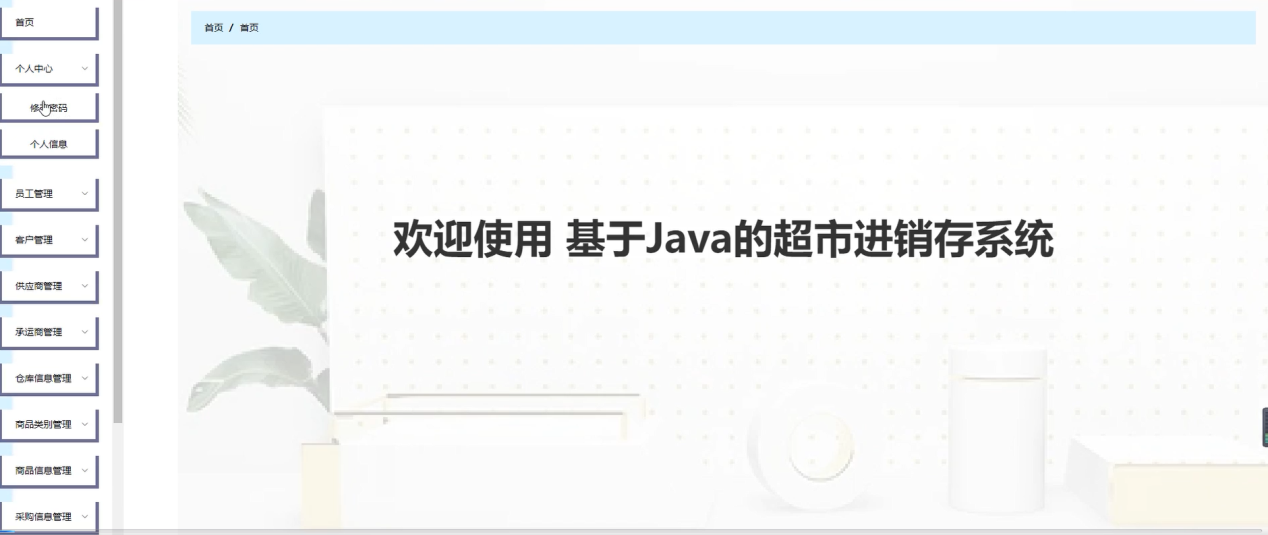 首页
个人中心
修改密码
个人信息
员工管理
客户管理
供应商管理
承运商管理
仓库信息管理
商品类别管理
商品信息管理
采购信息管理
首页 / 首页
欢迎使用 基于Java的超市进销存系统